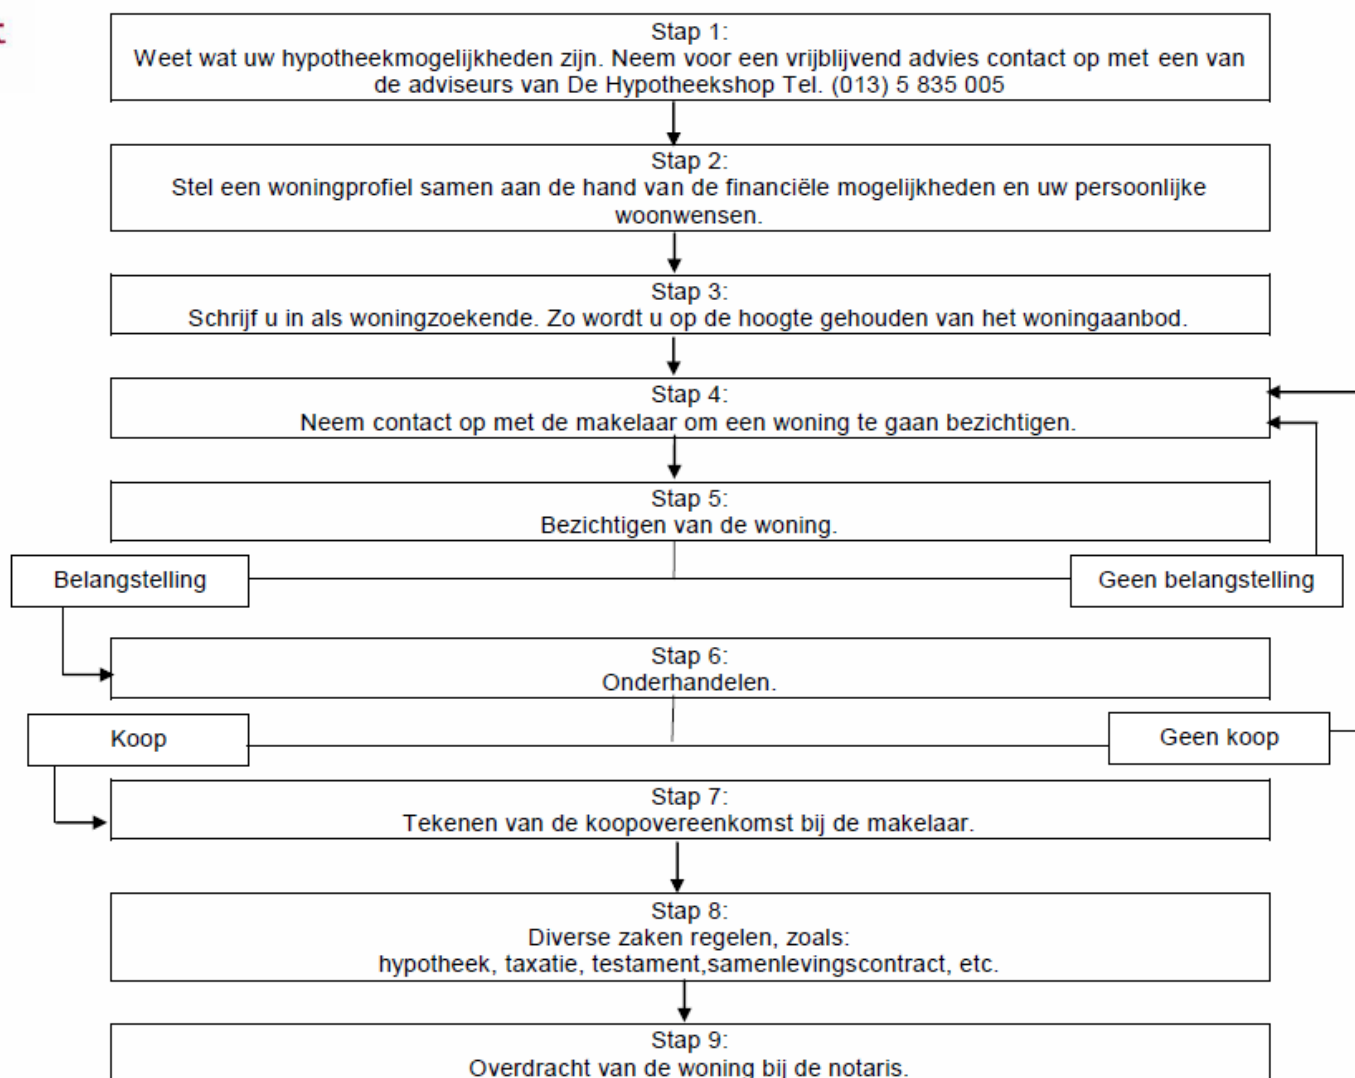 Stap 1:
Weet wat uw hypotheekmogelijkheden zijn. Neem voor een vrijblijvend advies contact op met een van
de adviseurs van De Hypotheekshop Tel. (013) 5 835 005
Stap 2:
Stel een woningprofiel samen aan de hand van de financiële mogelijkheden en uw persoonlijke
woonwensen.
Stap 3:
Schrijf u in als woningzoekende. Zo wordt u op de hoogte gehouden van het woningaanbod.
Stap 4:
Neem contact op met de makelaar om een woning te gaan bezichtigen.
Stap 5:
Bezichtigen van de woning.
Belangstelling
Geen belangstelling
Stap 6:
Onderhandelen.
Koop
Geen koop
Stap 7:
Tekenen van de koopovereenkomst bij de makelaar.
Stap 8:
Diverse zaken regelen, zoals:
hypotheek, taxatie, testament,samenlevingscontract, etc.
Stap 9:
Overdracht van de woning bij de notaris.